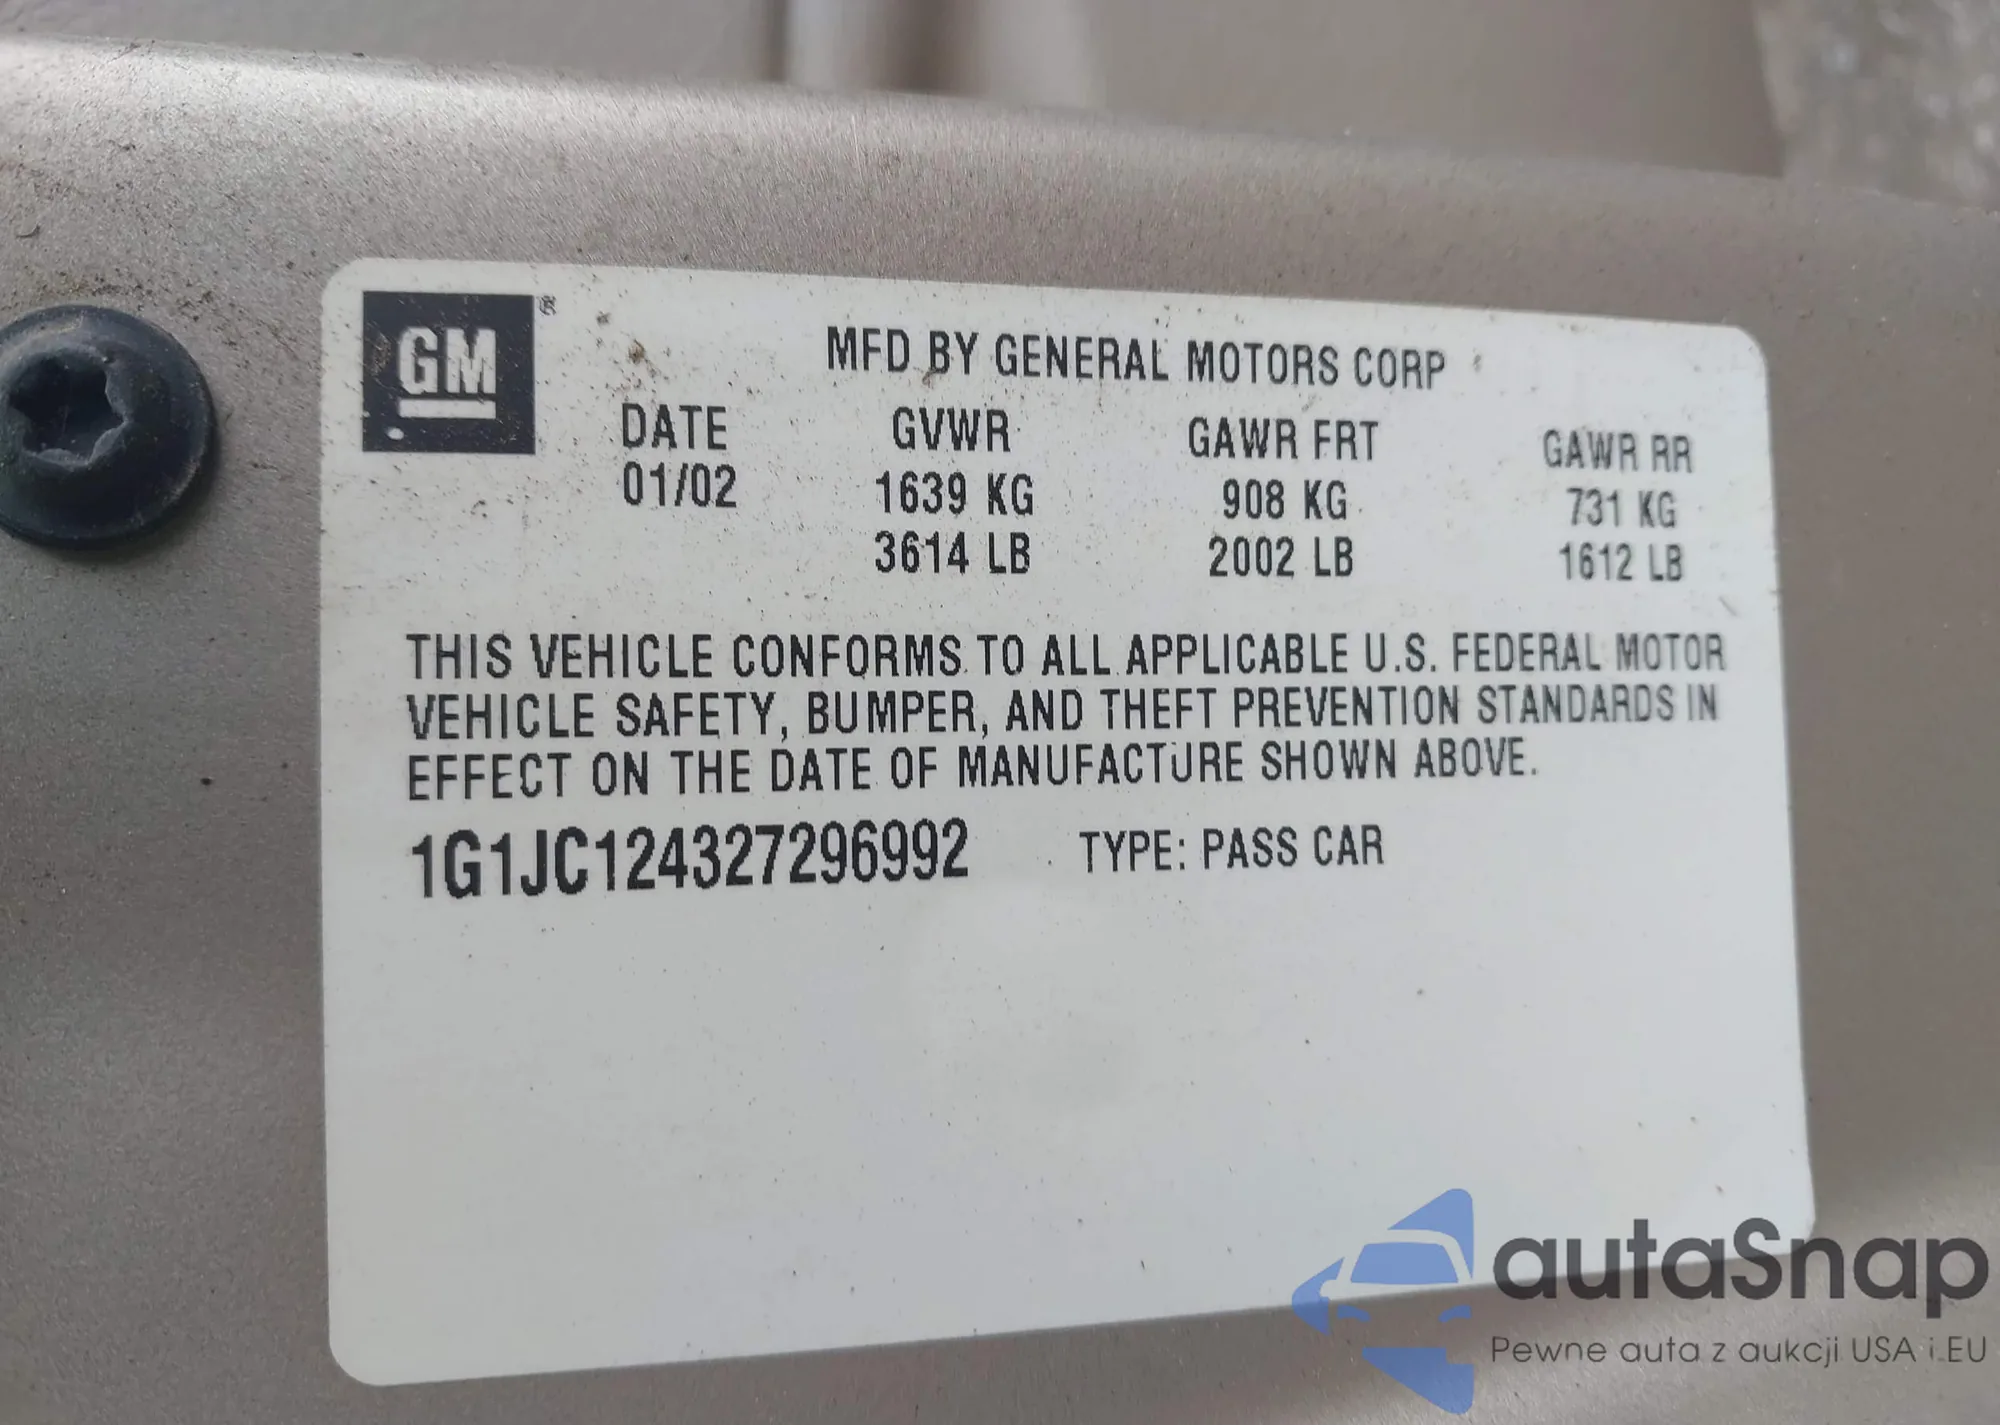 GM ®
MFD BY GENERAL MOTORS CORP
DATE GVWR GAWR FRT GAWR RR
01/02 1639 KG 908 KG 731 KG
3614 LB 2002 LB 1612 LB
THIS VEHICLE CONFORMS TO ALL APPLICABLE U.S. FEDERAL MOTOR
VEHICLE SAFETY, BUMPER, AND THEFT PREVENTION STANDARDS IN
EFFECT ON THE DATE OF MANUFACTURE SHOWN ABOVE.
1G1JC124327296992 TYPE: PASS CAR
autaSnap
Pewne auta z aukcji USA i EU